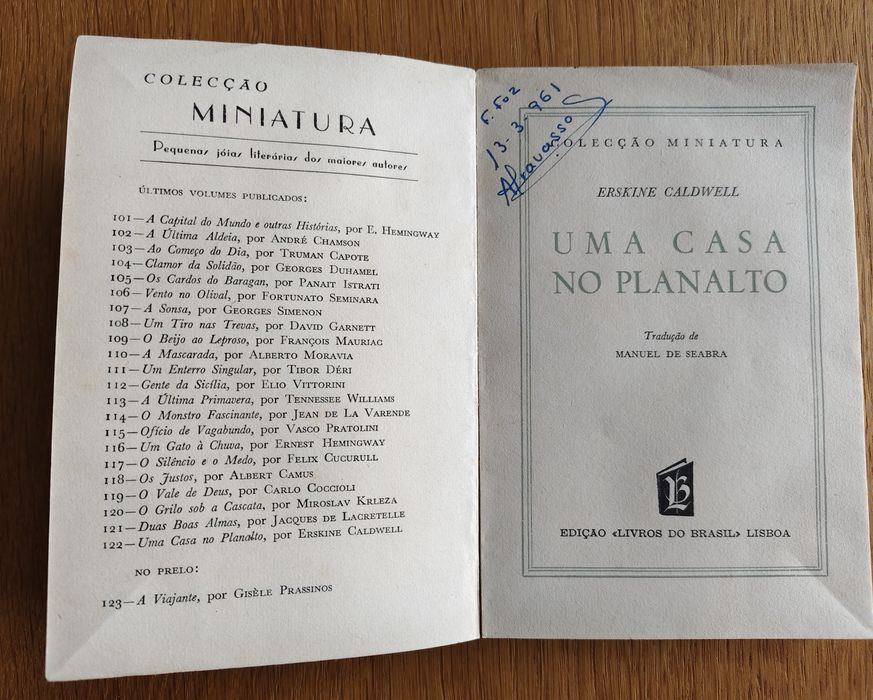 COLECÇÃO
MINIATURA
Pequenas jóias literárias dos maiores autores
ÚLTIMOS VOLUMES PUBLICADOS:
101—A Capital do Mundo e outras Histórias, por E. HEMINGWAY
102—A Última Aldeia, por ANDRÉ CHAMSON
103—Ao Começo do Dia, por TRUMAN CAPOTE
104—Clamor da Solidão, por GEORGES DUHAMEL
105—Os Cardos do Baragan, por PANAIT ISTRATI
106—Vento no Olival, por FORTUNATO SEMINARA
107—A Sonsa, por GEORGES SIMENON
108—Um Tiro nas Trevas, por DAVID GARNETT
109—O Beijo ao Leproso, por FRANÇOIS MAURIAC
110—A Mascarada, por ALBERTO MORAVIA
111—Um Enterro Singular, por TIBOR DÉRI
112—Gente da Sicília, por ELIO VITTORINI
113—A Última Primavera, por TENNESSEE WILLIAMS
114—O Monstro Fascinante, por JEAN DE LA VARENDE
115—Ofício de Vagabundo, por VASCO PRATOLINI
116—Um Gato à Chuva, por ERNEST HEMINGWAY
117—O Silêncio e o Medo, por FELIX CUCURULL
118—Os Justos, por ALBERT CAMUS
119—O Vale de Deus, por CARLO COCCIOLI
120—O Grilo sob a Cascata, por MIROSLAV KRLEZA
121—Duas Boas Almas, por JACQUES DE LACRETELLE
122—Uma Casa no Planalto, por ERSKINE CALDWELL
NO PRELO:
123—A Viajante, por GISÈLE PRASSINOS
F. Foz
13-3-961
COLECÇÃO MINIATURA
ERSKINE CALDWELL
UMA CASA
NO PLANALTO
Tradução de
MANUEL DE SEABRA
LB
EDIÇÃO «LIVROS DO BRASIL» LISBOA